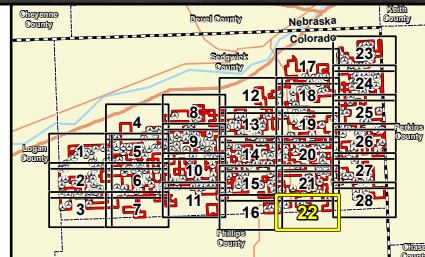 Cheyenne
County
Deuel County
Keith
County
Nebraska
Colorado
Sedgwick
County
23
17
24
12
18
8
25
4
13
19
Perkins
County
9
26
Logan
County
1
5
14
20
10
27
2
6
15
21
3
7
11
16
22
28
Phillips
County
Chase